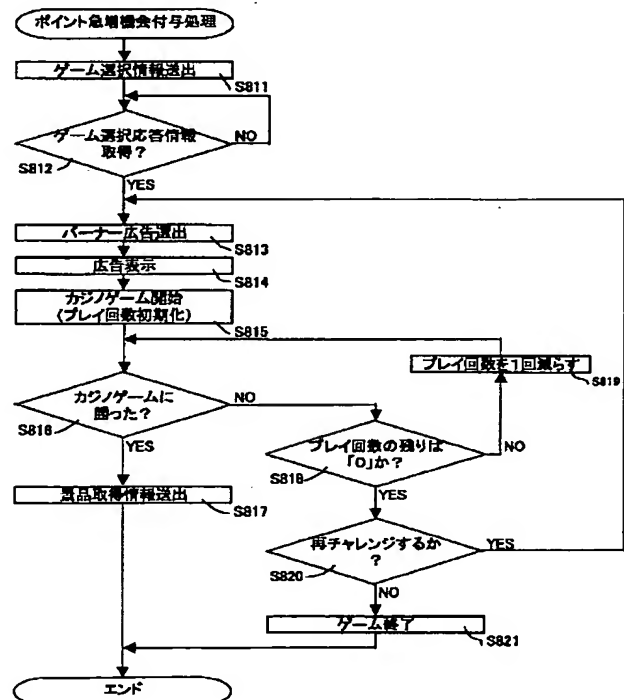 ポイント急増機会付与処理
ゲーム選択情報送出
S811
ゲーム選択応答情報
取得？
NO
S812
YES
バーナー広告選出
S813
広告表示
S814
カジノゲーム開始
(プレイ回数初期化)
S815
プレイ回数を1回減らす
S819
カジノゲームに
勝った？
NO
S816
YES
プレイ回数の残りは
「0」か？
NO
S818
YES
景品取得情報送出
S817
再チャレンジするか
？
YES
S820
NO
ゲーム終了
S821
エンド